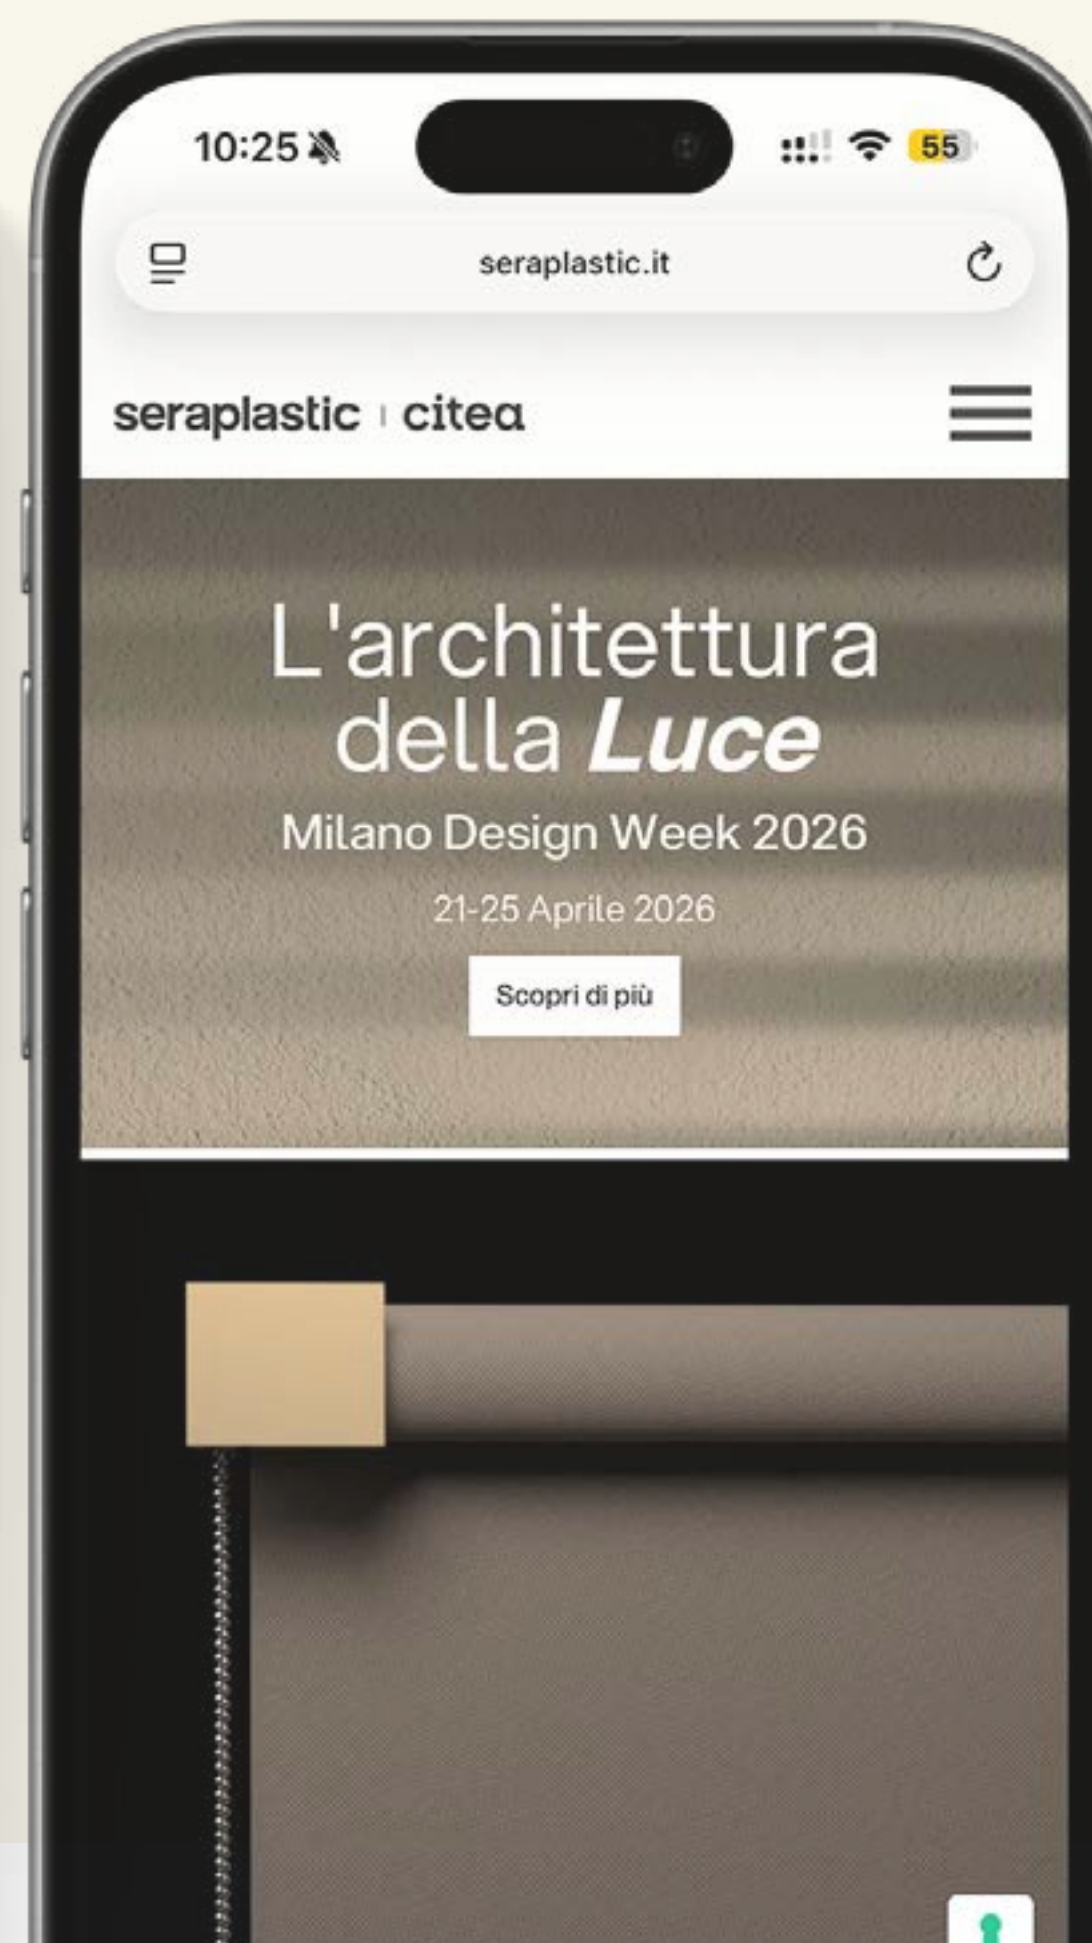 10:25
55
seraplastic.it
seraplastic | citea
L'architettura
della Luce
Milano Design Week 2026
21-25 Aprile 2026
Scopri di più